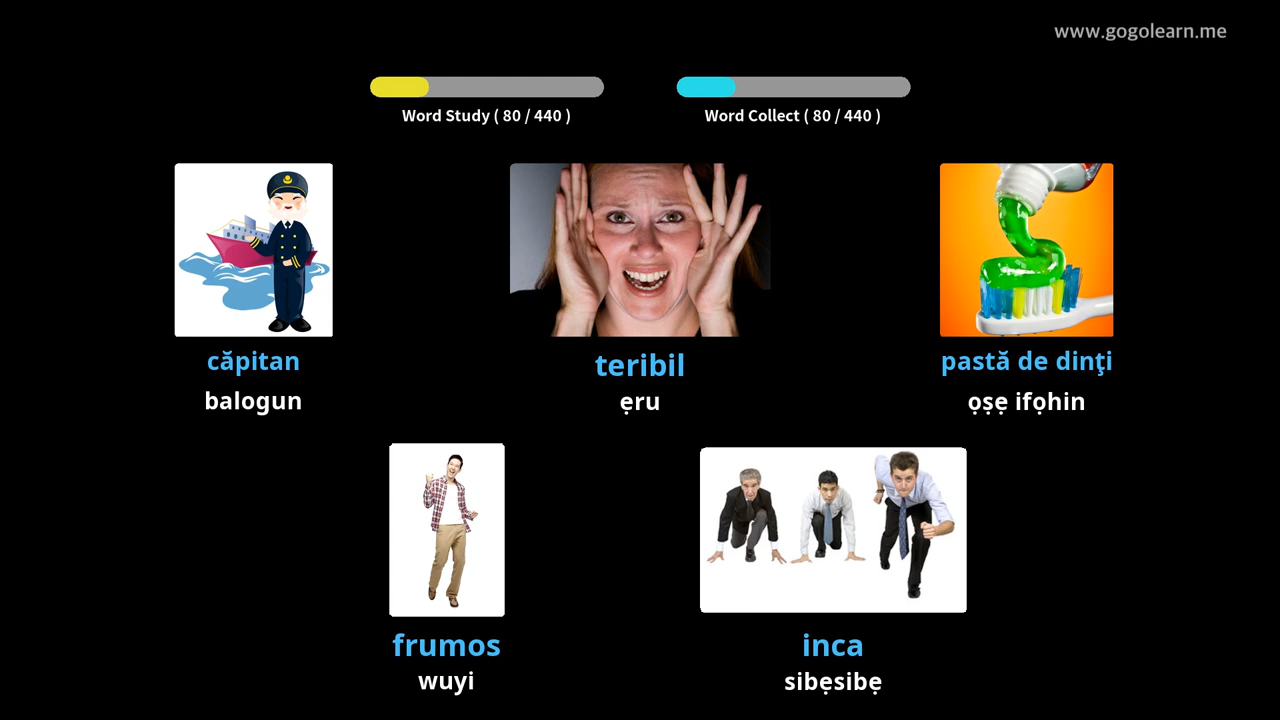 www.gogolearn.me
Word Study ( 80 / 440 )
Word Collect ( 80 / 440 )
căpitan
balogun
teribil
ẹru
pastă de dinţi
ọṣẹ ifọhin
frumos
wuyi
inca
sibẹsibẹ